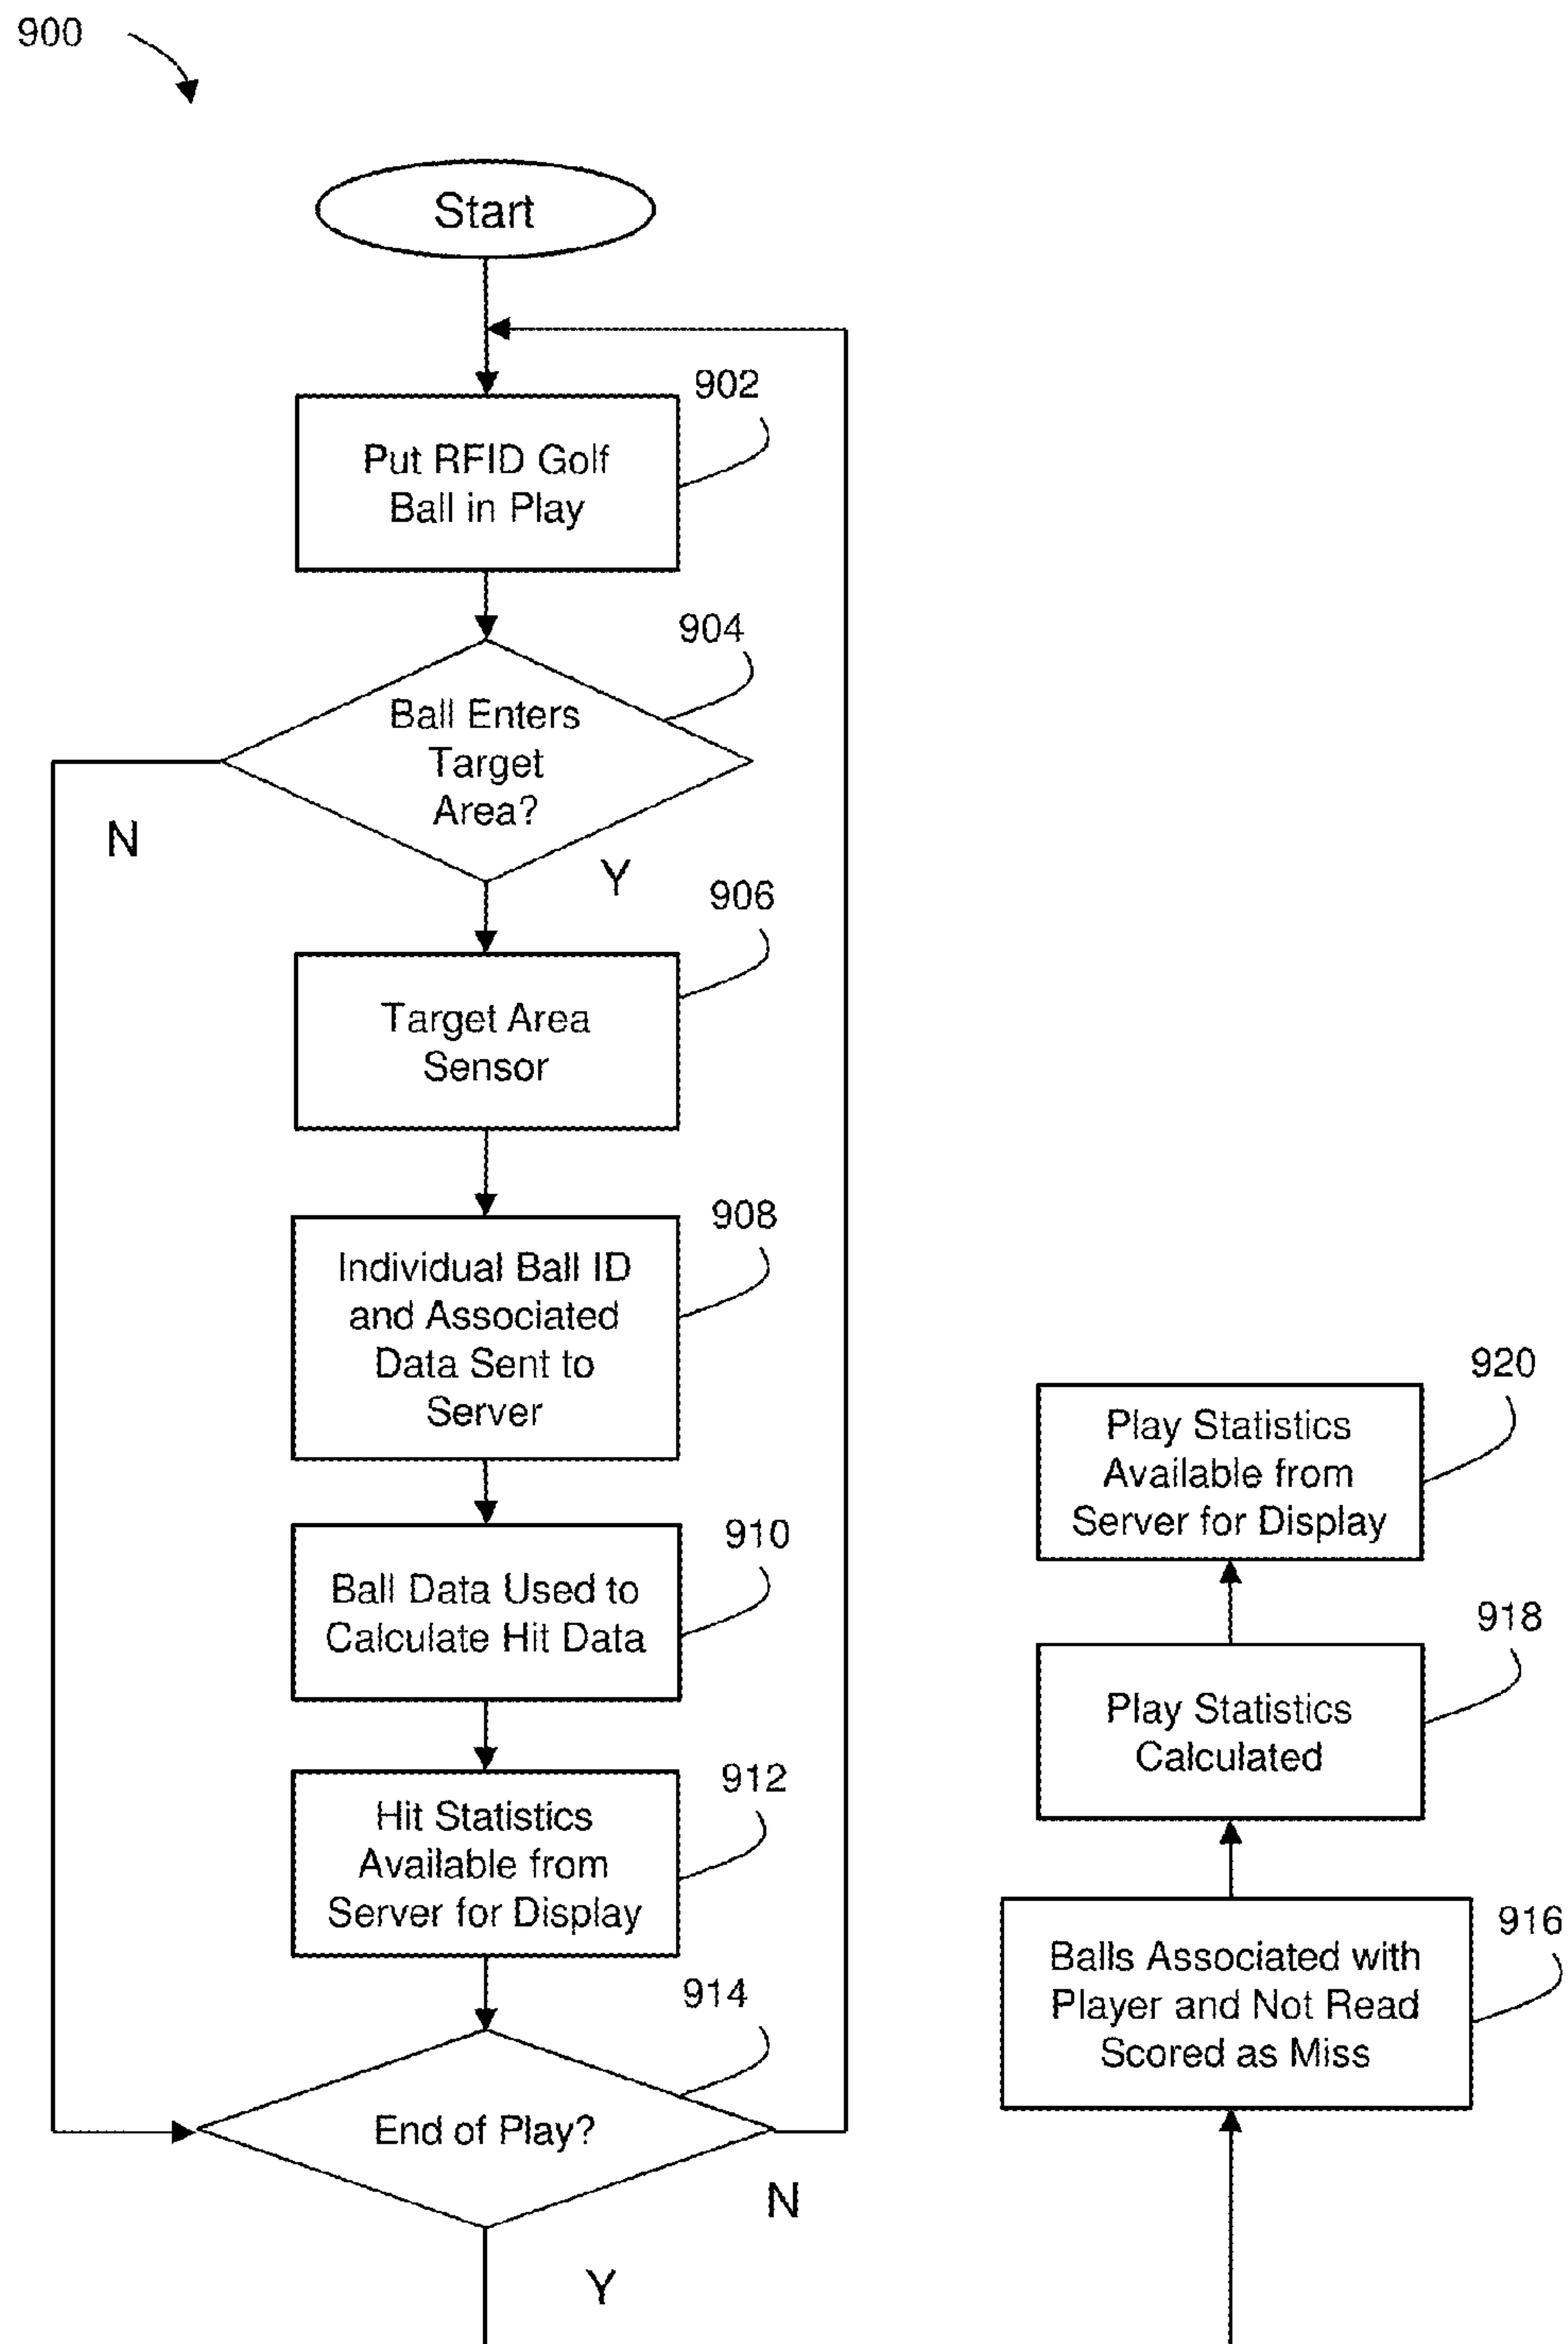 900
Start
902
Put RFID Golf
Ball in Play
904
Ball Enters
Target
Area?
N
Y
906
Target Area
Sensor
908
Individual Ball ID
and Associated
Data Sent to
Server
910
Ball Data Used to
Calculate Hit Data
912
Hit Statistics
Available from
Server for Display
914
End of Play?
N
Y
920
Play Statistics
Available from
Server for Display
918
Play Statistics
Calculated
916
Balls Associated with
Player and Not Read
Scored as Miss